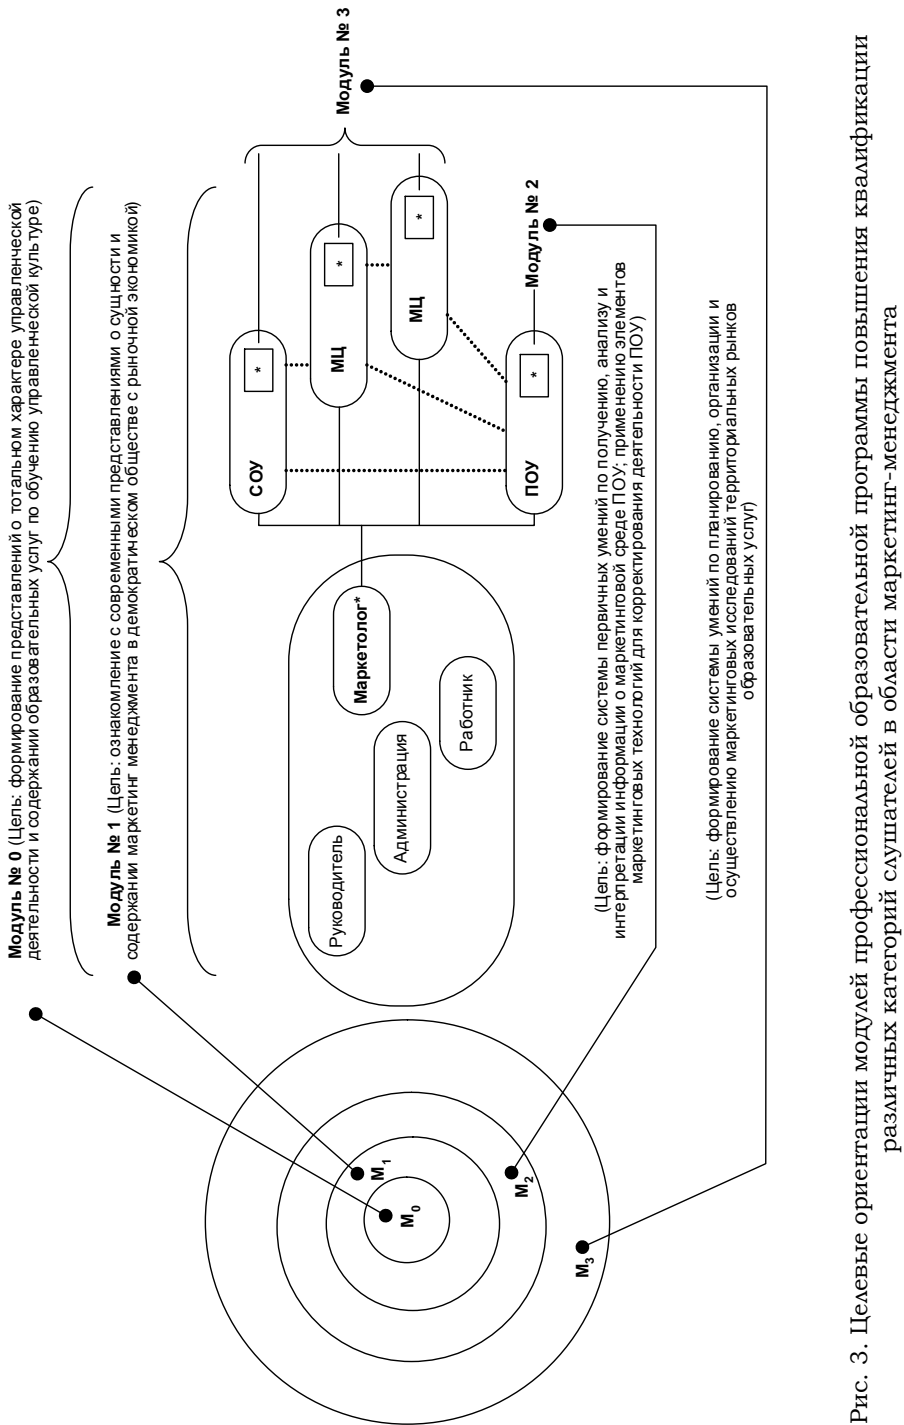 Модуль № 0 (Цель: формирование представлений о тотальном характере управленческой
деятельности и содержании образовательных услуг по обучению управленческой культуре)
Модуль № 1 (Цель: ознакомление с современными представлениями о сущности и
содержании маркетинг менеджмента в демократическом обществе с рыночной экономикой)
M0
M1
M2
M3
Руководитель
Администрация
Работник
Маркетолог*
СОУ
*
МЦ
*
МЦ
*
ПОУ
*
Модуль № 3
Модуль № 2
(Цель: формирование системы первичных умений по получению, анализу и
интерпретации информации о маркетинговой среде ПОУ; применению элементов
маркетинговых технологий для корректирования деятельности ПОУ)
(Цель: формирование системы умений по планированию, организации и
осуществлению маркетинговых исследований территориальных рынков
образовательных услуг)
Рис. 3. Целевые ориентации модулей профессиональной образовательной программы повышения квалификации
различных категорий слушателей в области маркетинг-менеджмента